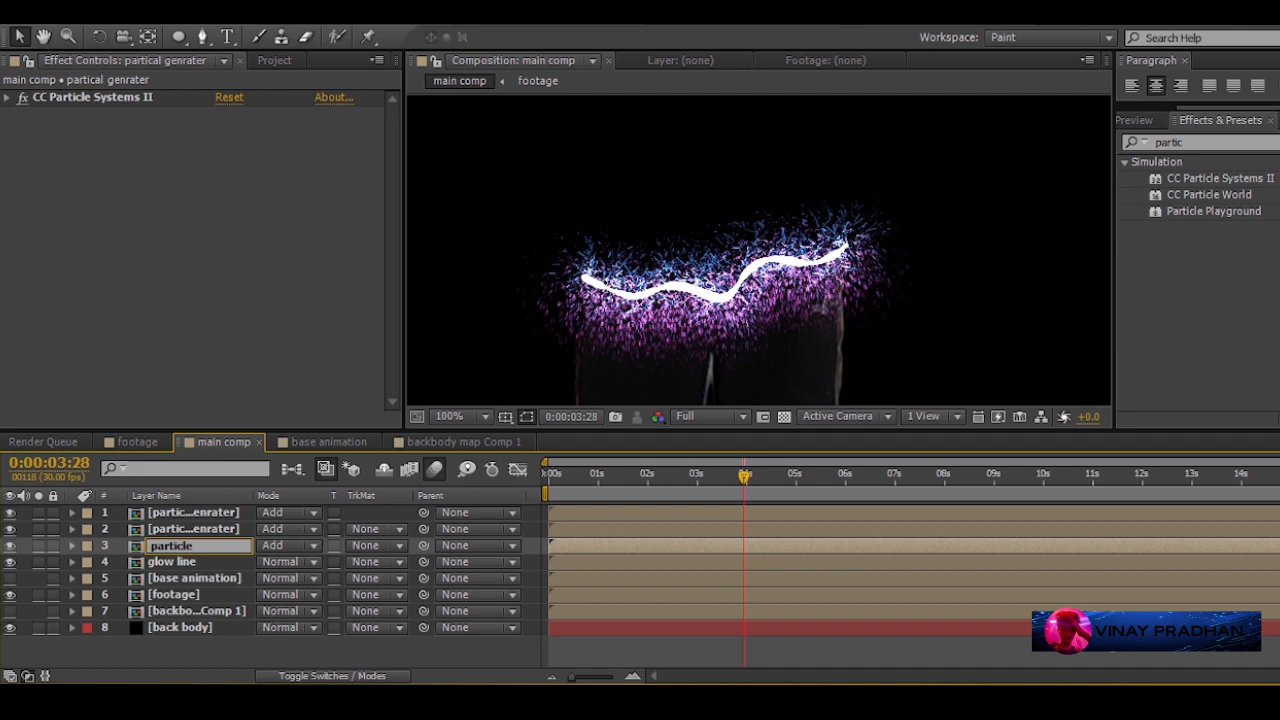 Workspace: Paint Search Help
Effect Controls: partical genrater Project
Composition: main comp Layer: (none) Footage: (none)
Paragraph
main comp • partical genrater
main comp footage
fx CC Particle Systems II Reset About...
Preview Effects & Presets
partic
Simulation
CC Particle Systems II
CC Particle World
Particle Playground
100% 0:00:03:28 Full Active Camera 1 View +0.0
Render Queue footage main comp base animation backbody map Comp 1
0:00:03:28
00118 (30.00 fps)
:00s 01s 02s 03s 05s 06s 07s 08s 09s 10s 11s 12s 13s 14s
# Layer Name Mode T TrkMat Parent
1 [partic...enrater] Add None
2 [partic...enrater] Add None None
3 particle Add None None
4 glow line Normal None None
5 [base animation] Normal None None
6 [footage] Normal None None
7 [backbo...Comp 1] Normal None None
8 [back body] Normal None None
VINAY PRADHAN
Toggle Switches / Modes